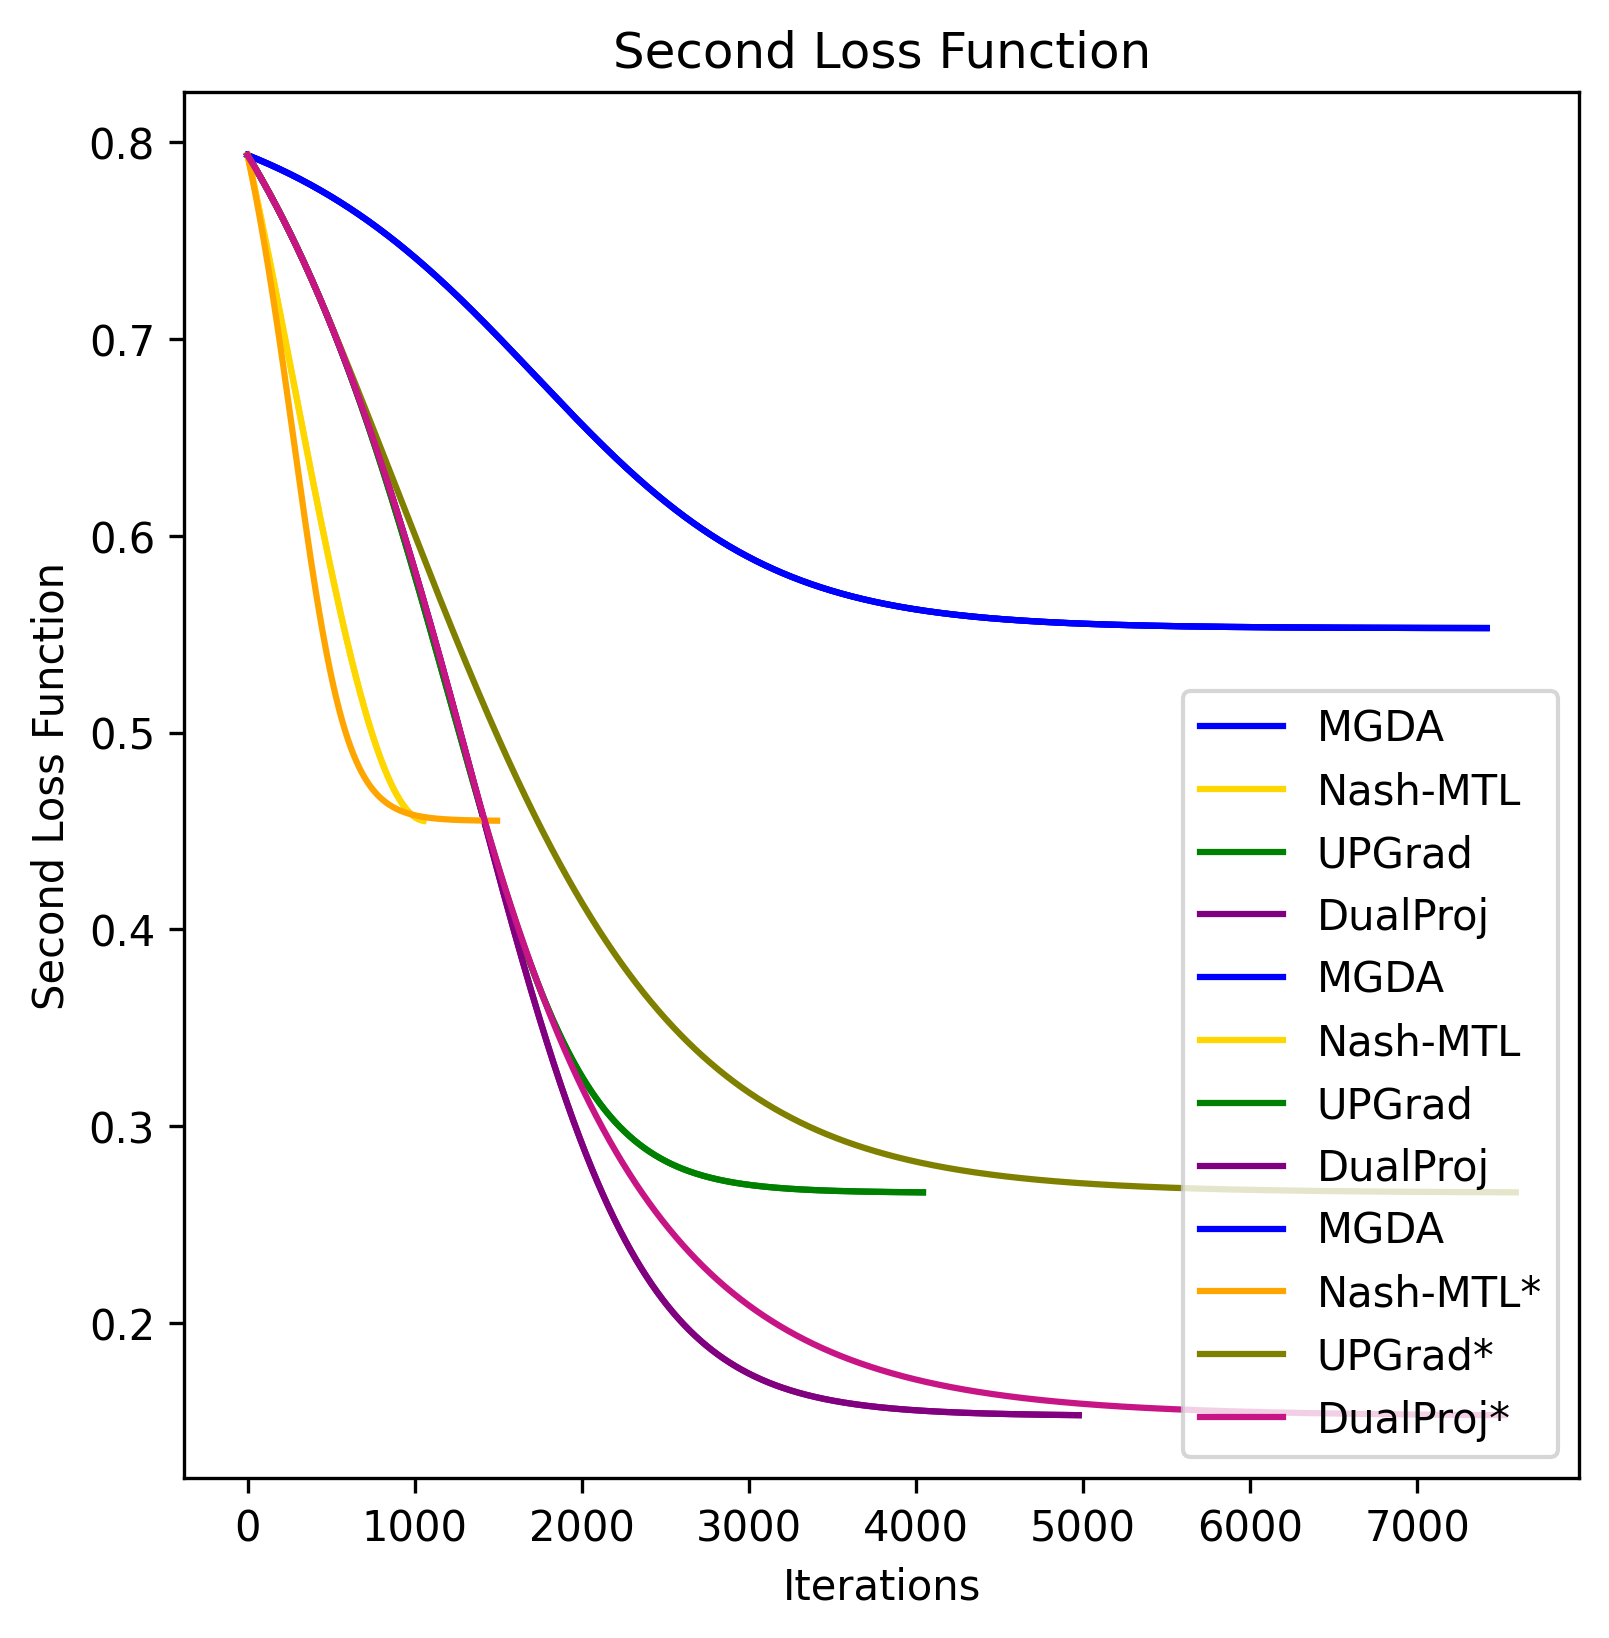 Second Loss Function
Second Loss Function
0.8
0.7
0.6
0.5
0.4
0.3
0.2
MGDA
Nash-MTL
UPGrad
DualProj
MGDA
Nash-MTL
UPGrad
DualProj
MGDA
Nash-MTL*
UPGrad*
DualProj*
0 1000 2000 3000 4000 5000 6000 7000
Iterations